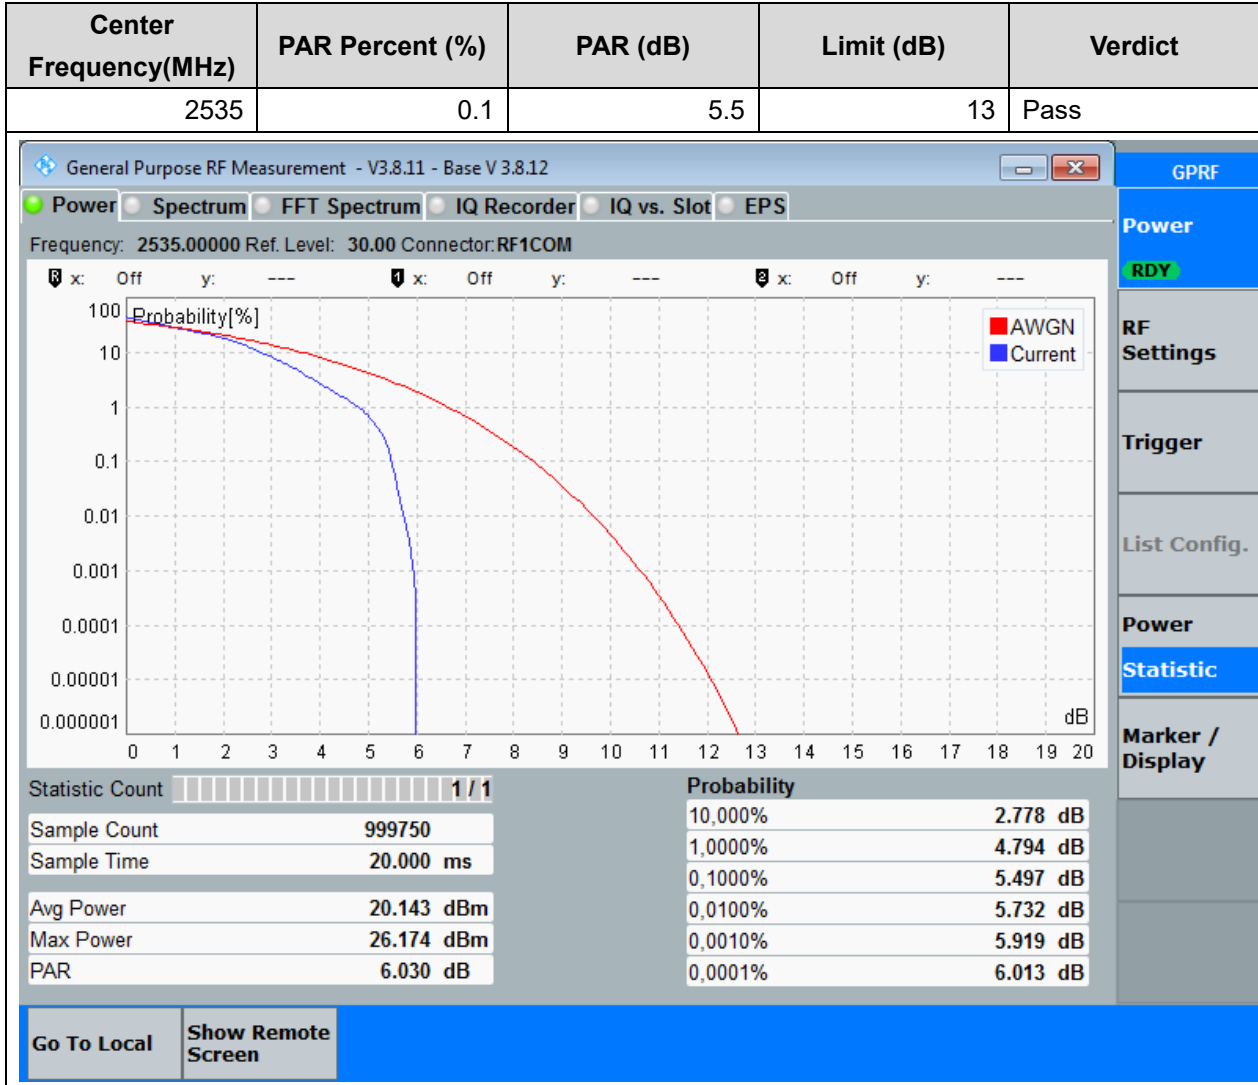 Center Frequency(MHz) PAR Percent (%) PAR (dB) Limit (dB) Verdict
2535 0.1 5.5 13 Pass
General Purpose RF Measurement - V3.8.11 - Base V 3.8.12
GPRF
Power Spectrum FFT Spectrum IQ Recorder IQ vs. Slot EPS
Frequency: 2535.00000 Ref. Level: 30.00 Connector: RF1COM
R x: Off y: --- 1 x: Off y: --- 2 x: Off y: ---
Probability[%]
AWGN
Current
100
10
1
0.1
0.01
0.001
0.0001
0.00001
0.000001
dB
0 1 2 3 4 5 6 7 8 9 10 11 12 13 14 15 16 17 18 19 20
Statistic Count 1 / 1
Sample Count 999750
Sample Time 20.000 ms
Avg Power 20.143 dBm
Max Power 26.174 dBm
PAR 6.030 dB
Probability
10,000% 2.778 dB
1,0000% 4.794 dB
0,1000% 5.497 dB
0,0100% 5.732 dB
0,0010% 5.919 dB
0,0001% 6.013 dB
Power
RDY
RF
Settings
Trigger
List Config.
Power
Statistic
Marker /
Display
Go To Local
Show Remote
Screen